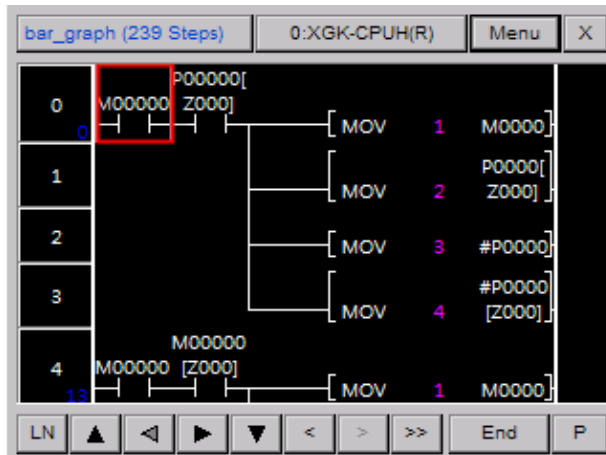 bar_graph (239 Steps) 0:XGK-CPUH(R) Menu X
P00000[
0 M00000 Z000]
0 MOV 1 M0000
P0000[
1 MOV 2 Z000]
2 MOV 3 #P0000
#P0000
3 MOV 4 [Z000]
M00000
4 M00000 [Z000]
13 MOV 1 M0000
LN < > >> End P